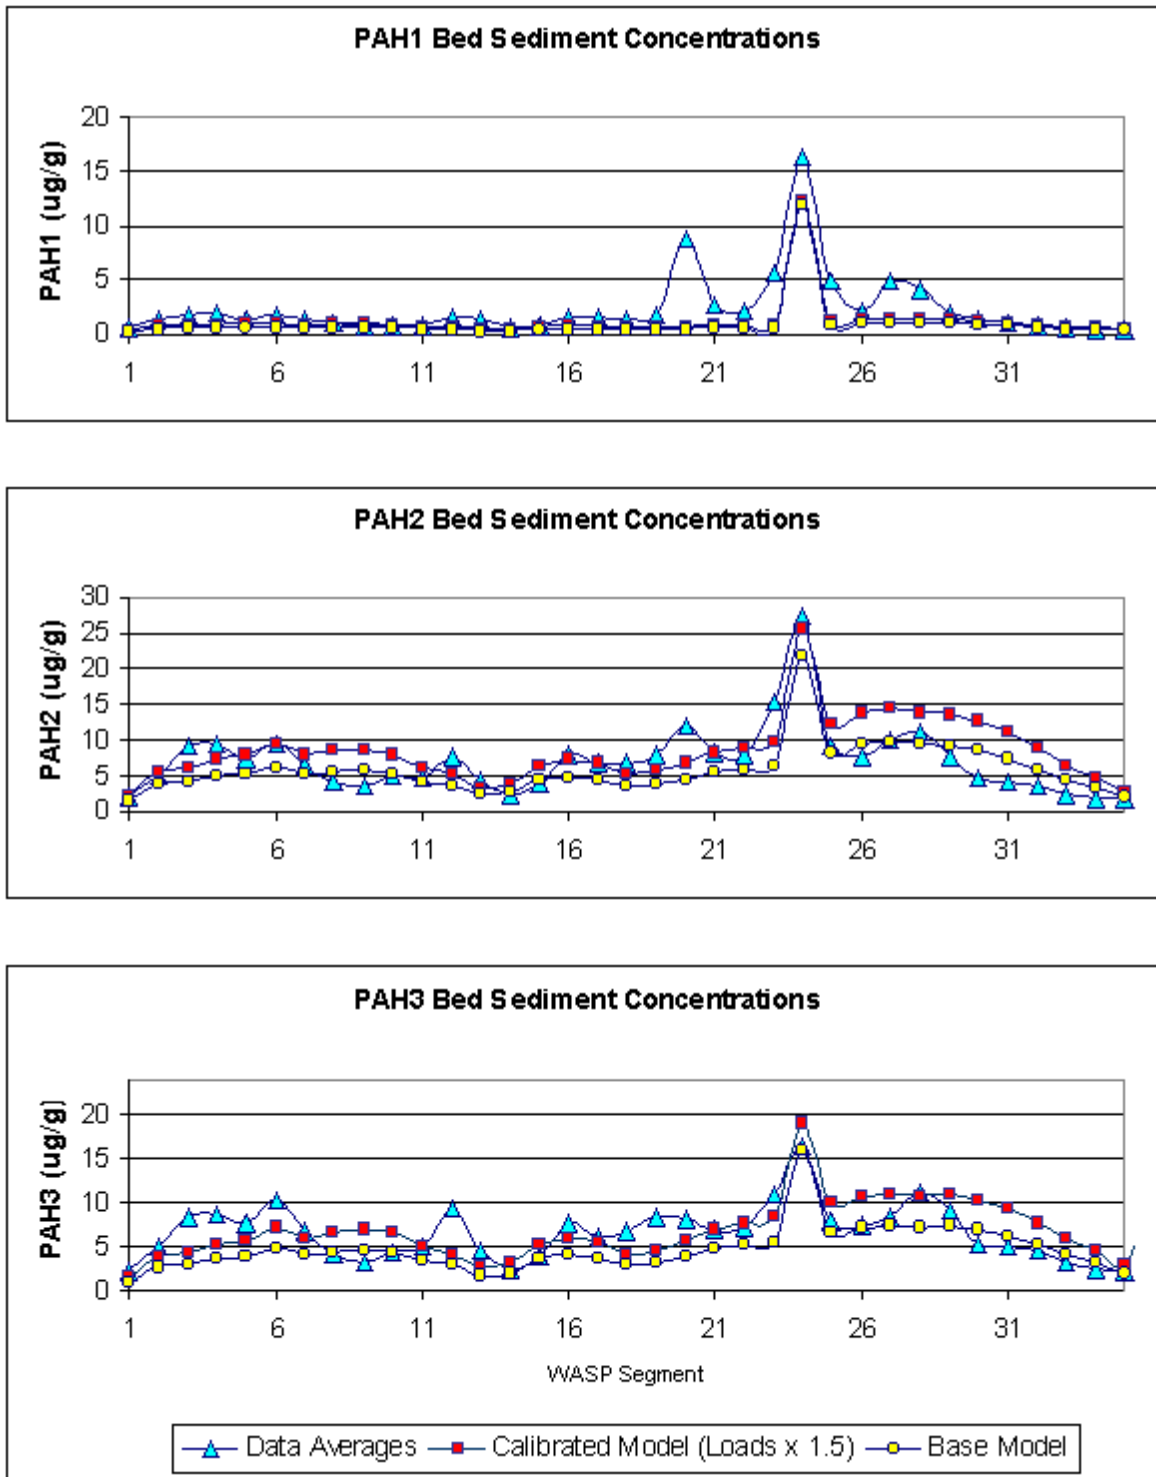 PAH1 Bed Sediment Concentrations
PAH1 (ug/g)
20
15
10
5
0
1 6 11 16 21 26 31
PAH2 Bed Sediment Concentrations
PAH2 (ug/g)
30
25
20
15
10
5
0
1 6 11 16 21 26 31
PAH3 Bed Sediment Concentrations
PAH3 (ug/g)
20
15
10
5
0
1 6 11 16 21 26 31
WASP Segment
Data Averages Calibrated Model (Loads x 1.5) Base Model